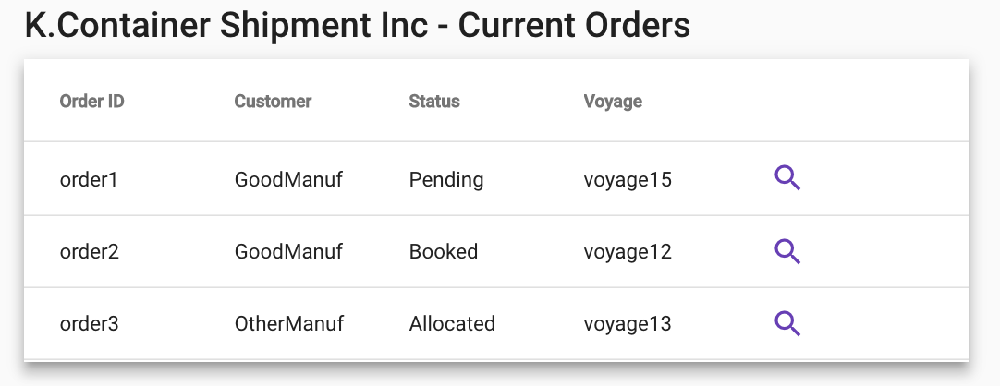 K.Container Shipment Inc - Current Orders
Order ID Customer Status Voyage
order1 GoodManuf Pending voyage15
order2 GoodManuf Booked voyage12
order3 OtherManuf Allocated voyage13